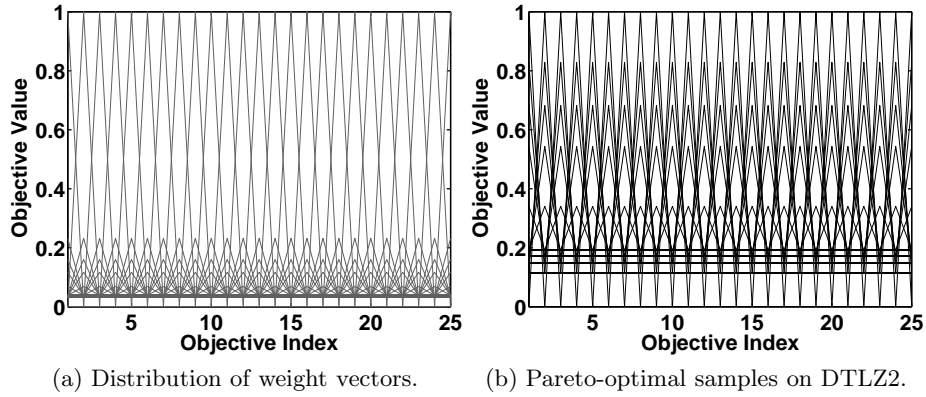 1
0.8
0.6
0.4
0.2
0
Objective Value
5 10 15 20 25
Objective Index
(a) Distribution of weight vectors.
1
0.8
0.6
0.4
0.2
0
Objective Value
5 10 15 20 25
Objective Index
(b) Pareto-optimal samples on DTLZ2.